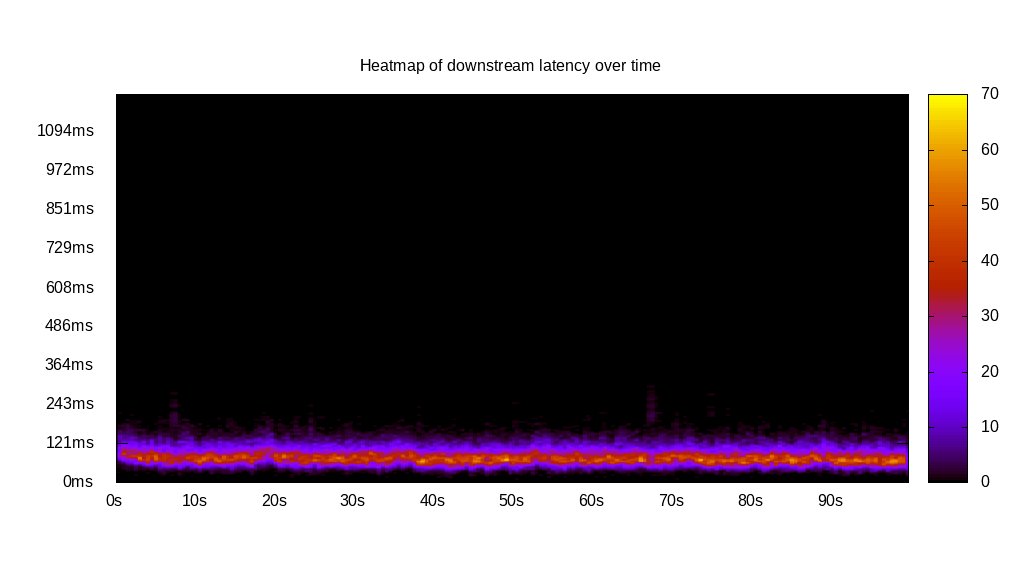 Heatmap of downstream latency over time
1094ms
972ms
851ms
729ms
608ms
486ms
364ms
243ms
121ms
0ms
0s 10s 20s 30s 40s 50s 60s 70s 80s 90s
70
60
50
40
30
20
10
0